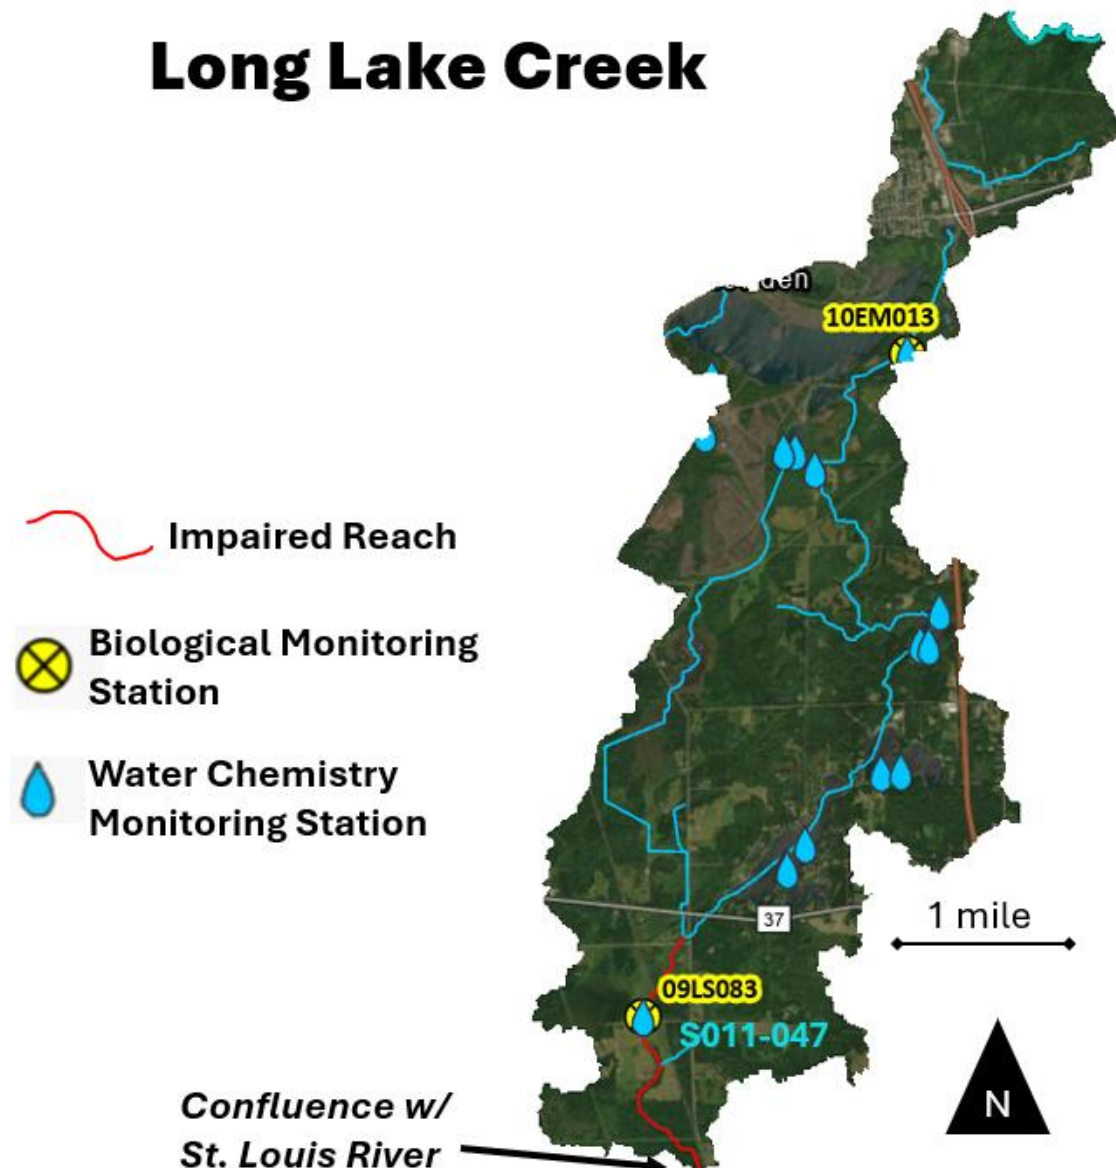 Long Lake Creek
10EM013
Impaired Reach
Biological Monitoring
Station
Water Chemistry
Monitoring Station
37
1 mile
09LS083
S011-047
N
Confluence w/
St. Louis River